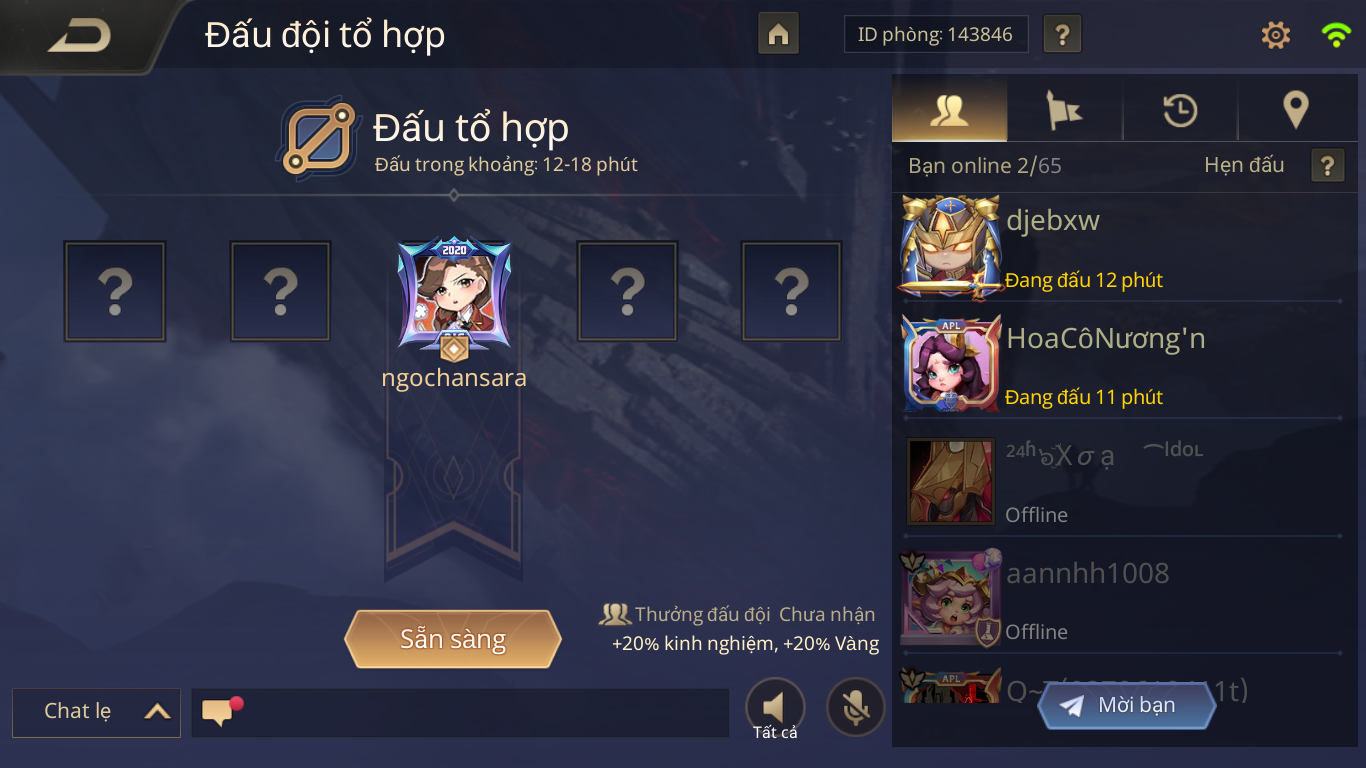 Đấu đội tổ hợp
ID phòng: 143846
?
Đấu tổ hợp
Đấu trong khoảng: 12-18 phút
Bạn online 2/65
Hẹn đấu
?
djebxw
Đang đấu 12 phút
? ? ? ?
2020
ngochansara
APL
HoaCôNương'n
Đang đấu 11 phút
Offline
aannhh1008
Offline
Thưởng đấu đội Chưa nhận
+20% kinh nghiệm, +20% Vàng
Sẵn sàng
APL
Mời bạn
Chat lẹ
Tất cả